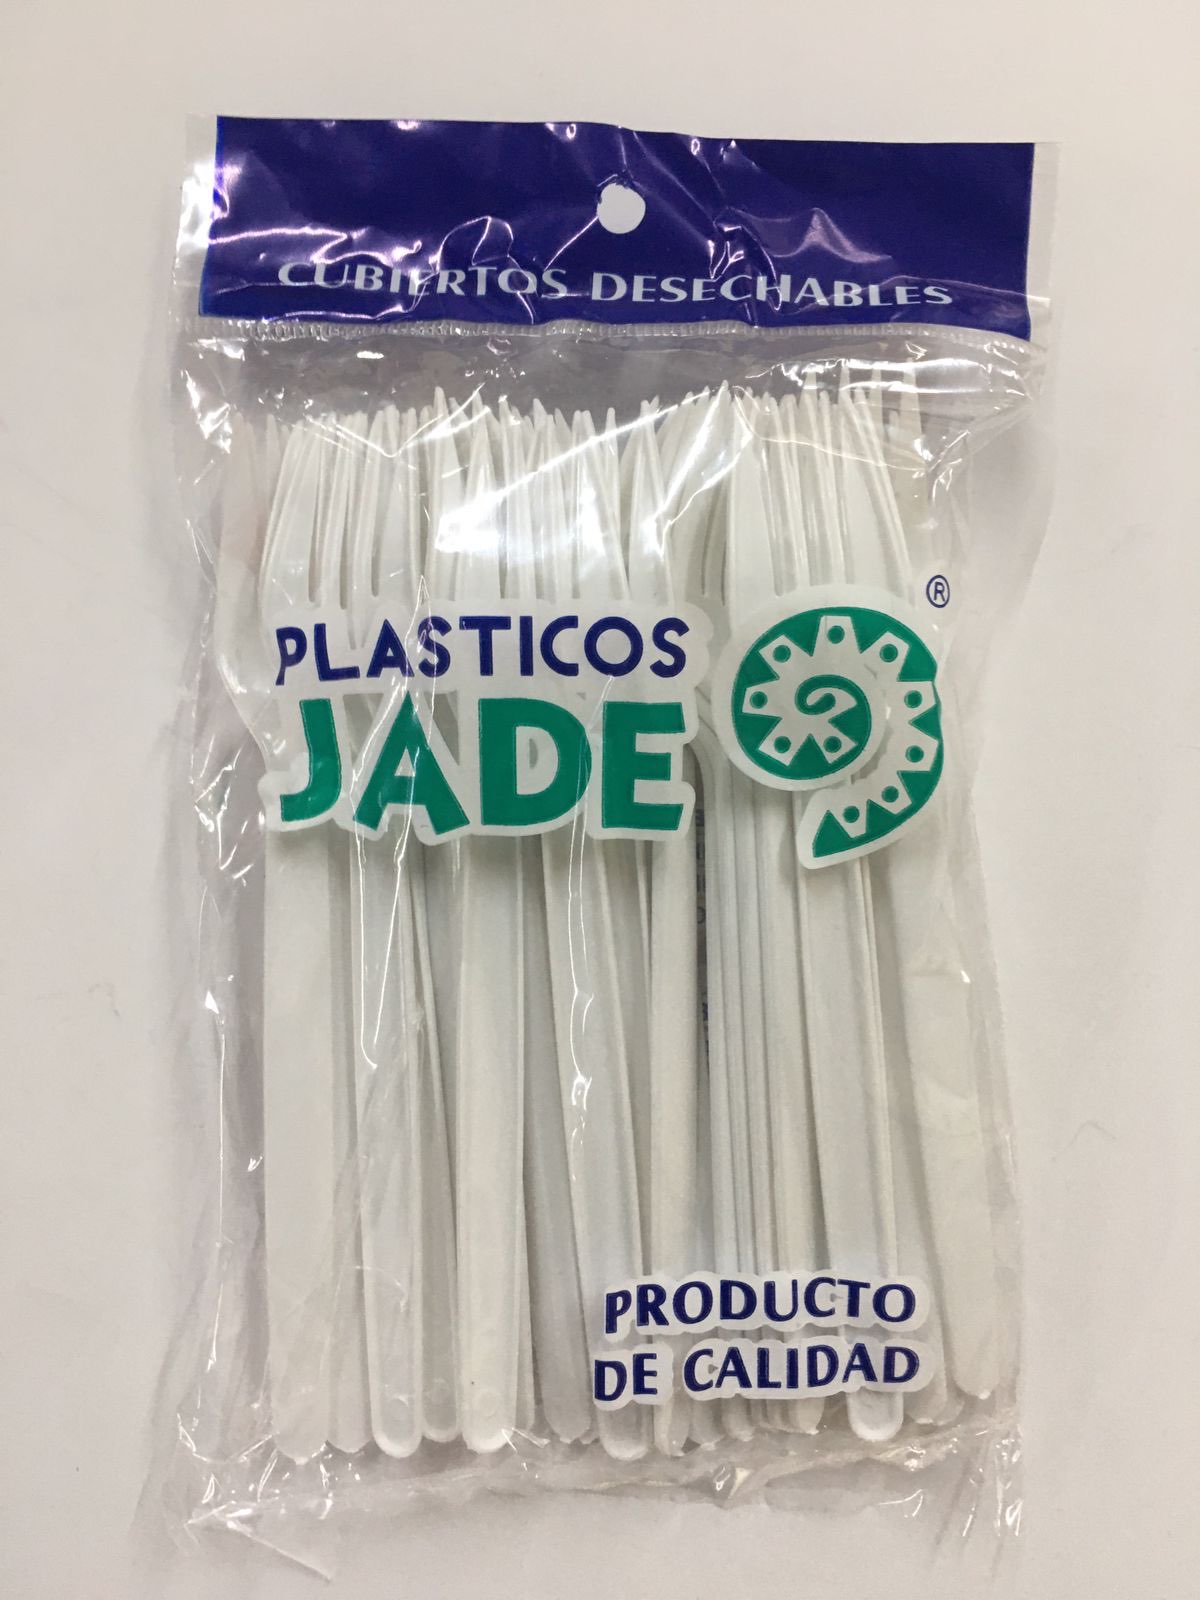 CUBIERTOS DESECHABLES
PLASTICOS
JADE
®
PRODUCTO
DE CALIDAD